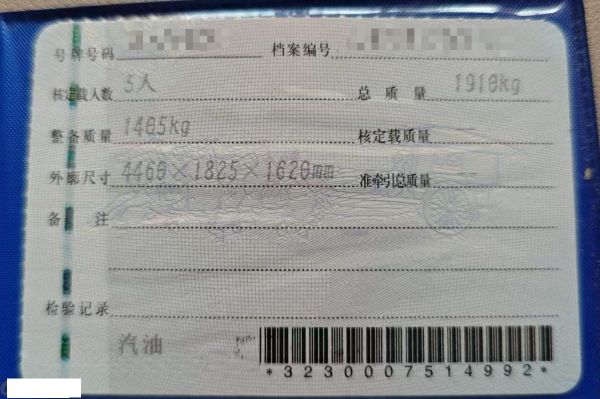 号牌号码 档案编号
核定载人数 5人 总质量 1910kg
整备质量 1405kg 核定载质量
外廓尺寸 4460×1825×1620mm 准牵引总质量
备注
检验记录
汽油
*3230007514992*